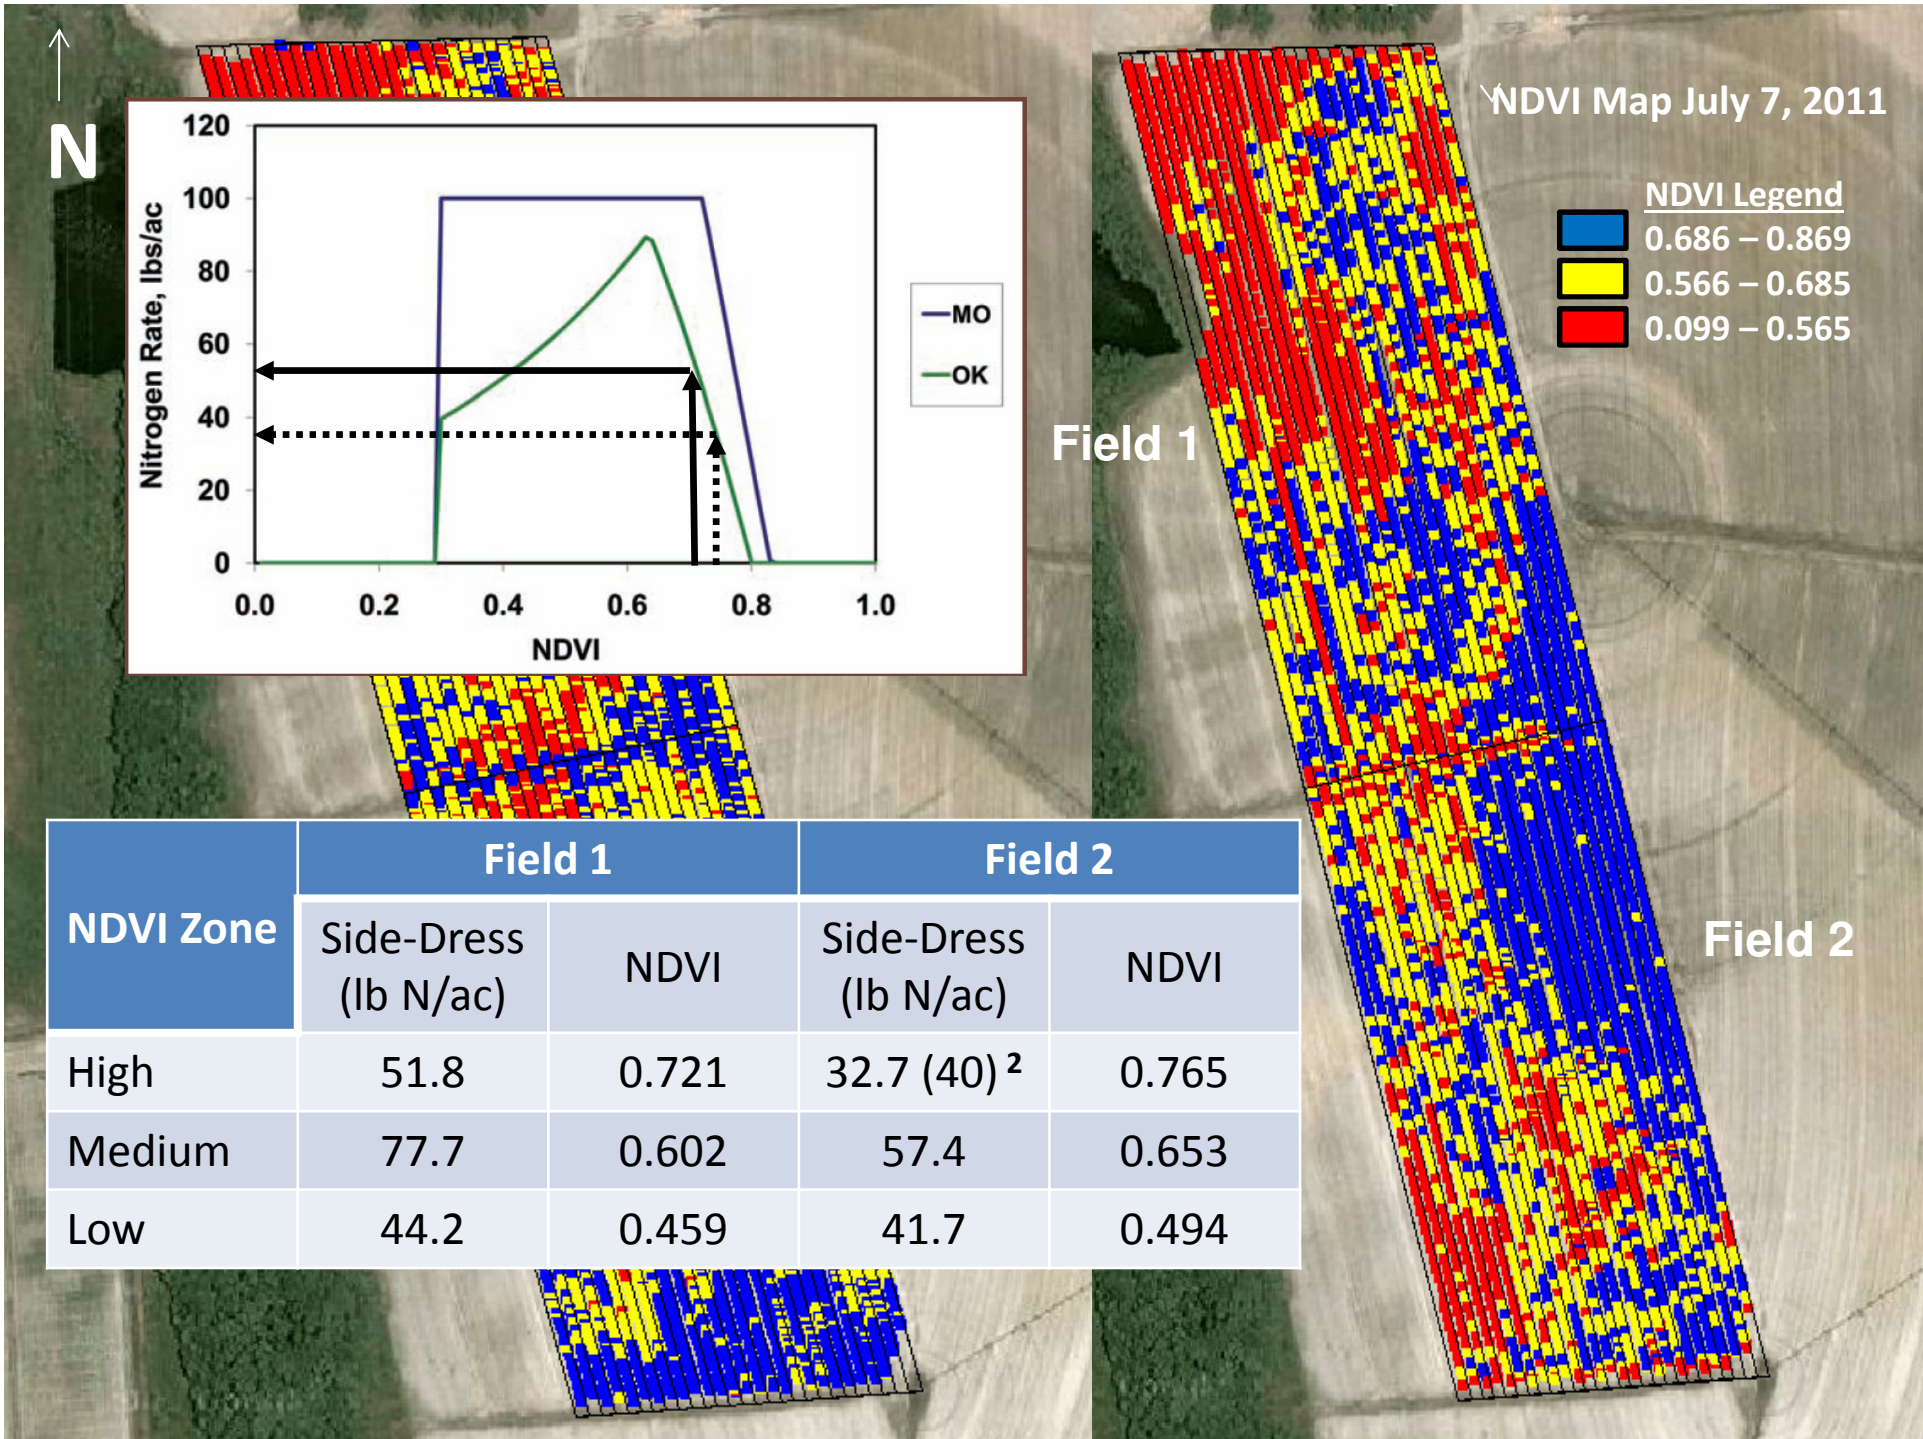 N
120
100
80
60
40
20
0
0.0 0.2 0.4 0.6 0.8 1.0
Nitrogen Rate, lbs/ac
NDVI
MO
OK
NDVI Map July 7, 2011
NDVI Legend
0.686 – 0.869
0.566 – 0.685
0.099 – 0.565
Field 1
Field 2
NDVI Zone Field 1 Field 2
Side-Dress (lb N/ac) NDVI Side-Dress (lb N/ac) NDVI
High 51.8 0.721 32.7 (40) ² 0.765
Medium 77.7 0.602 57.4 0.653
Low 44.2 0.459 41.7 0.494